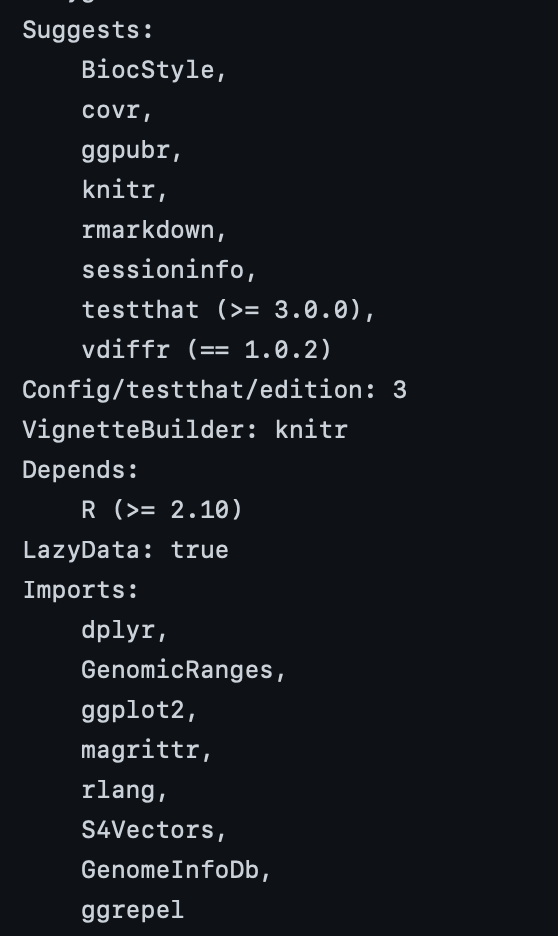 Suggests:
BiocStyle,
covr,
ggpubr,
knitr,
rmarkdown,
sessioninfo,
testthat (>= 3.0.0),
vdiffr (== 1.0.2)
Config/testthat/edition: 3
VignetteBuilder: knitr
Depends:
R (>= 2.10)
LazyData: true
Imports:
dplyr,
GenomicRanges,
ggplot2,
magrittr,
rlang,
S4Vectors,
GenomeInfoDb,
ggrepel